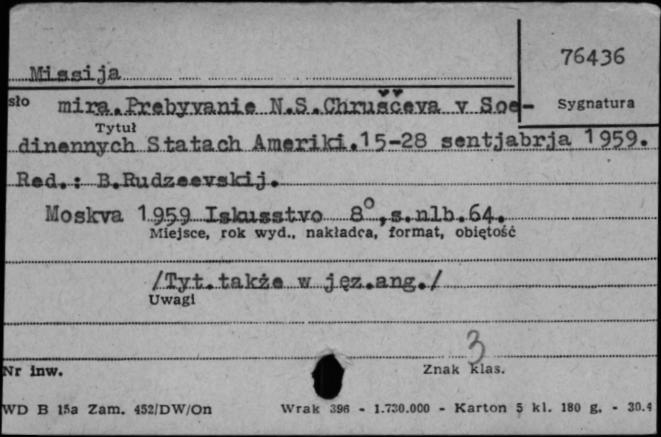 76436
Missija
sło mira.Prebyvanie N.S.Chruščeva v Soe- Sygnatura
Tytuł
dinennych Statach Ameriki.15-28 sentjabrja 1959.
Red.: B.Rudzeevskij.
Moskva 1959 Iskusstvo 8°,s.nlb.64.
Miejsce, rok wyd., nakładca, format, objętość
/Tyt.także w jęz.ang./
Uwagi
3
Nr inw. Znak klas.
WD B 15a Zam. 452/DW/On Wrak 396 - 1.730.000 - Karton 5 kl. 180 g. - 30.4